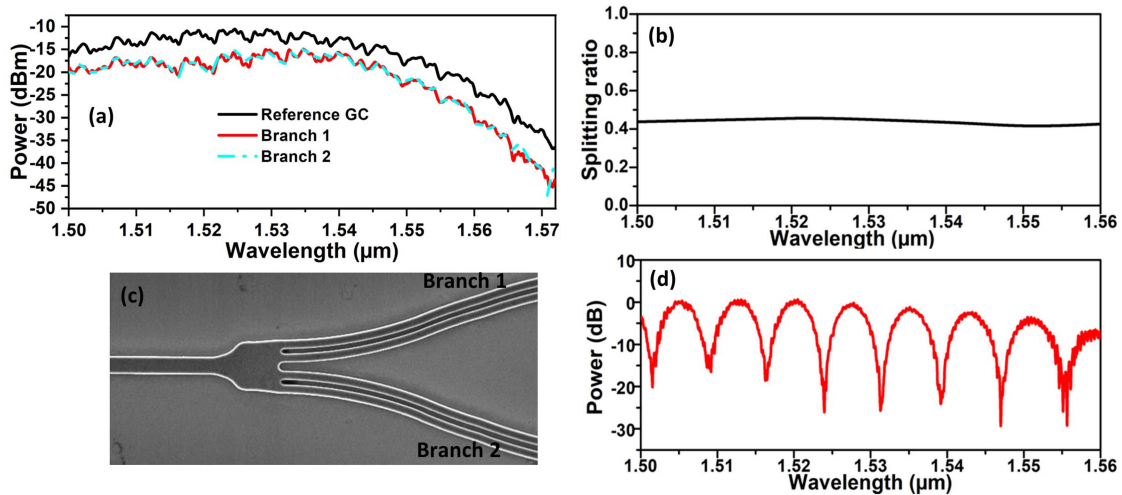 -10
-15
-20
-25
-30
-35
-40
-45
-50
Power (dBm)
(a)
Reference GC
Branch 1
Branch 2
1.50 1.51 1.52 1.53 1.54 1.55 1.56 1.57
Wavelength (µm)
1.0
0.8
0.6
0.4
0.2
0.0
Splitting ratio
(b)
1.50 1.51 1.52 1.53 1.54 1.55 1.56
Wavelength (µm)
(c)
Branch 1
Branch 2
10
0
-10
-20
-30
Power (dB)
(d)
1.50 1.51 1.52 1.53 1.54 1.55 1.56
Wavelength (µm)